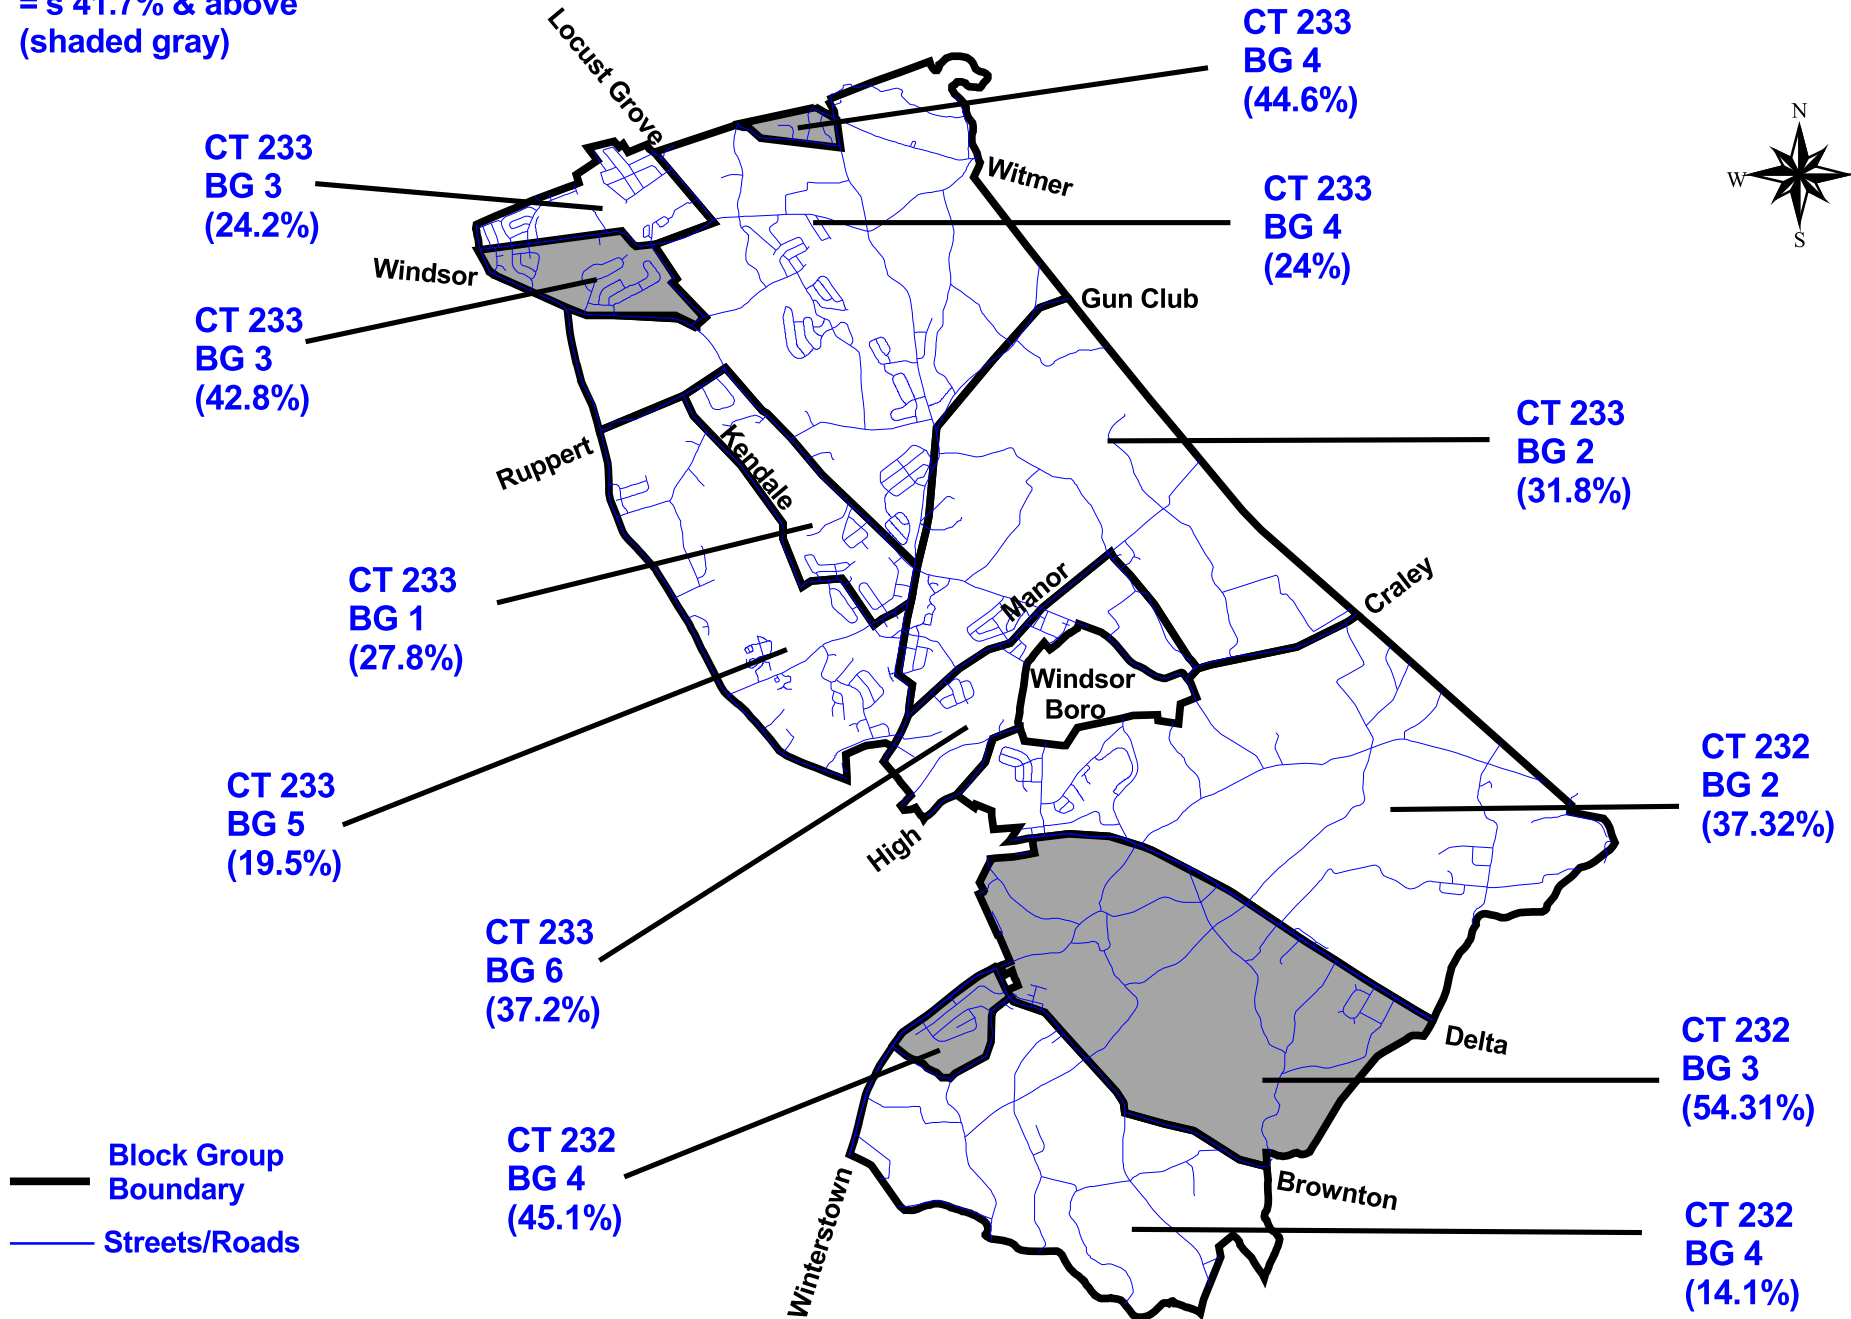 = s 41.7% & above
(shaded gray)
Locust Grove
CT 233
BG 4
(44.6%)
N
W
S
CT 233
BG 3
(24.2%)
Witmer
CT 233
BG 4
(24%)
Windsor
Gun Club
CT 233
BG 3
(42.8%)
CT 233
BG 2
(31.8%)
Ruppert
Kendale
CT 233
BG 1
(27.8%)
Manor
Craley
Windsor
Boro
CT 232
BG 2
(37.32%)
CT 233
BG 5
(19.5%)
High
CT 233
BG 6
(37.2%)
Delta
CT 232
BG 3
(54.31%)
CT 232
BG 4
(45.1%)
Winterstown
Brownton
CT 232
BG 4
(14.1%)
Block Group
Boundary
Streets/Roads